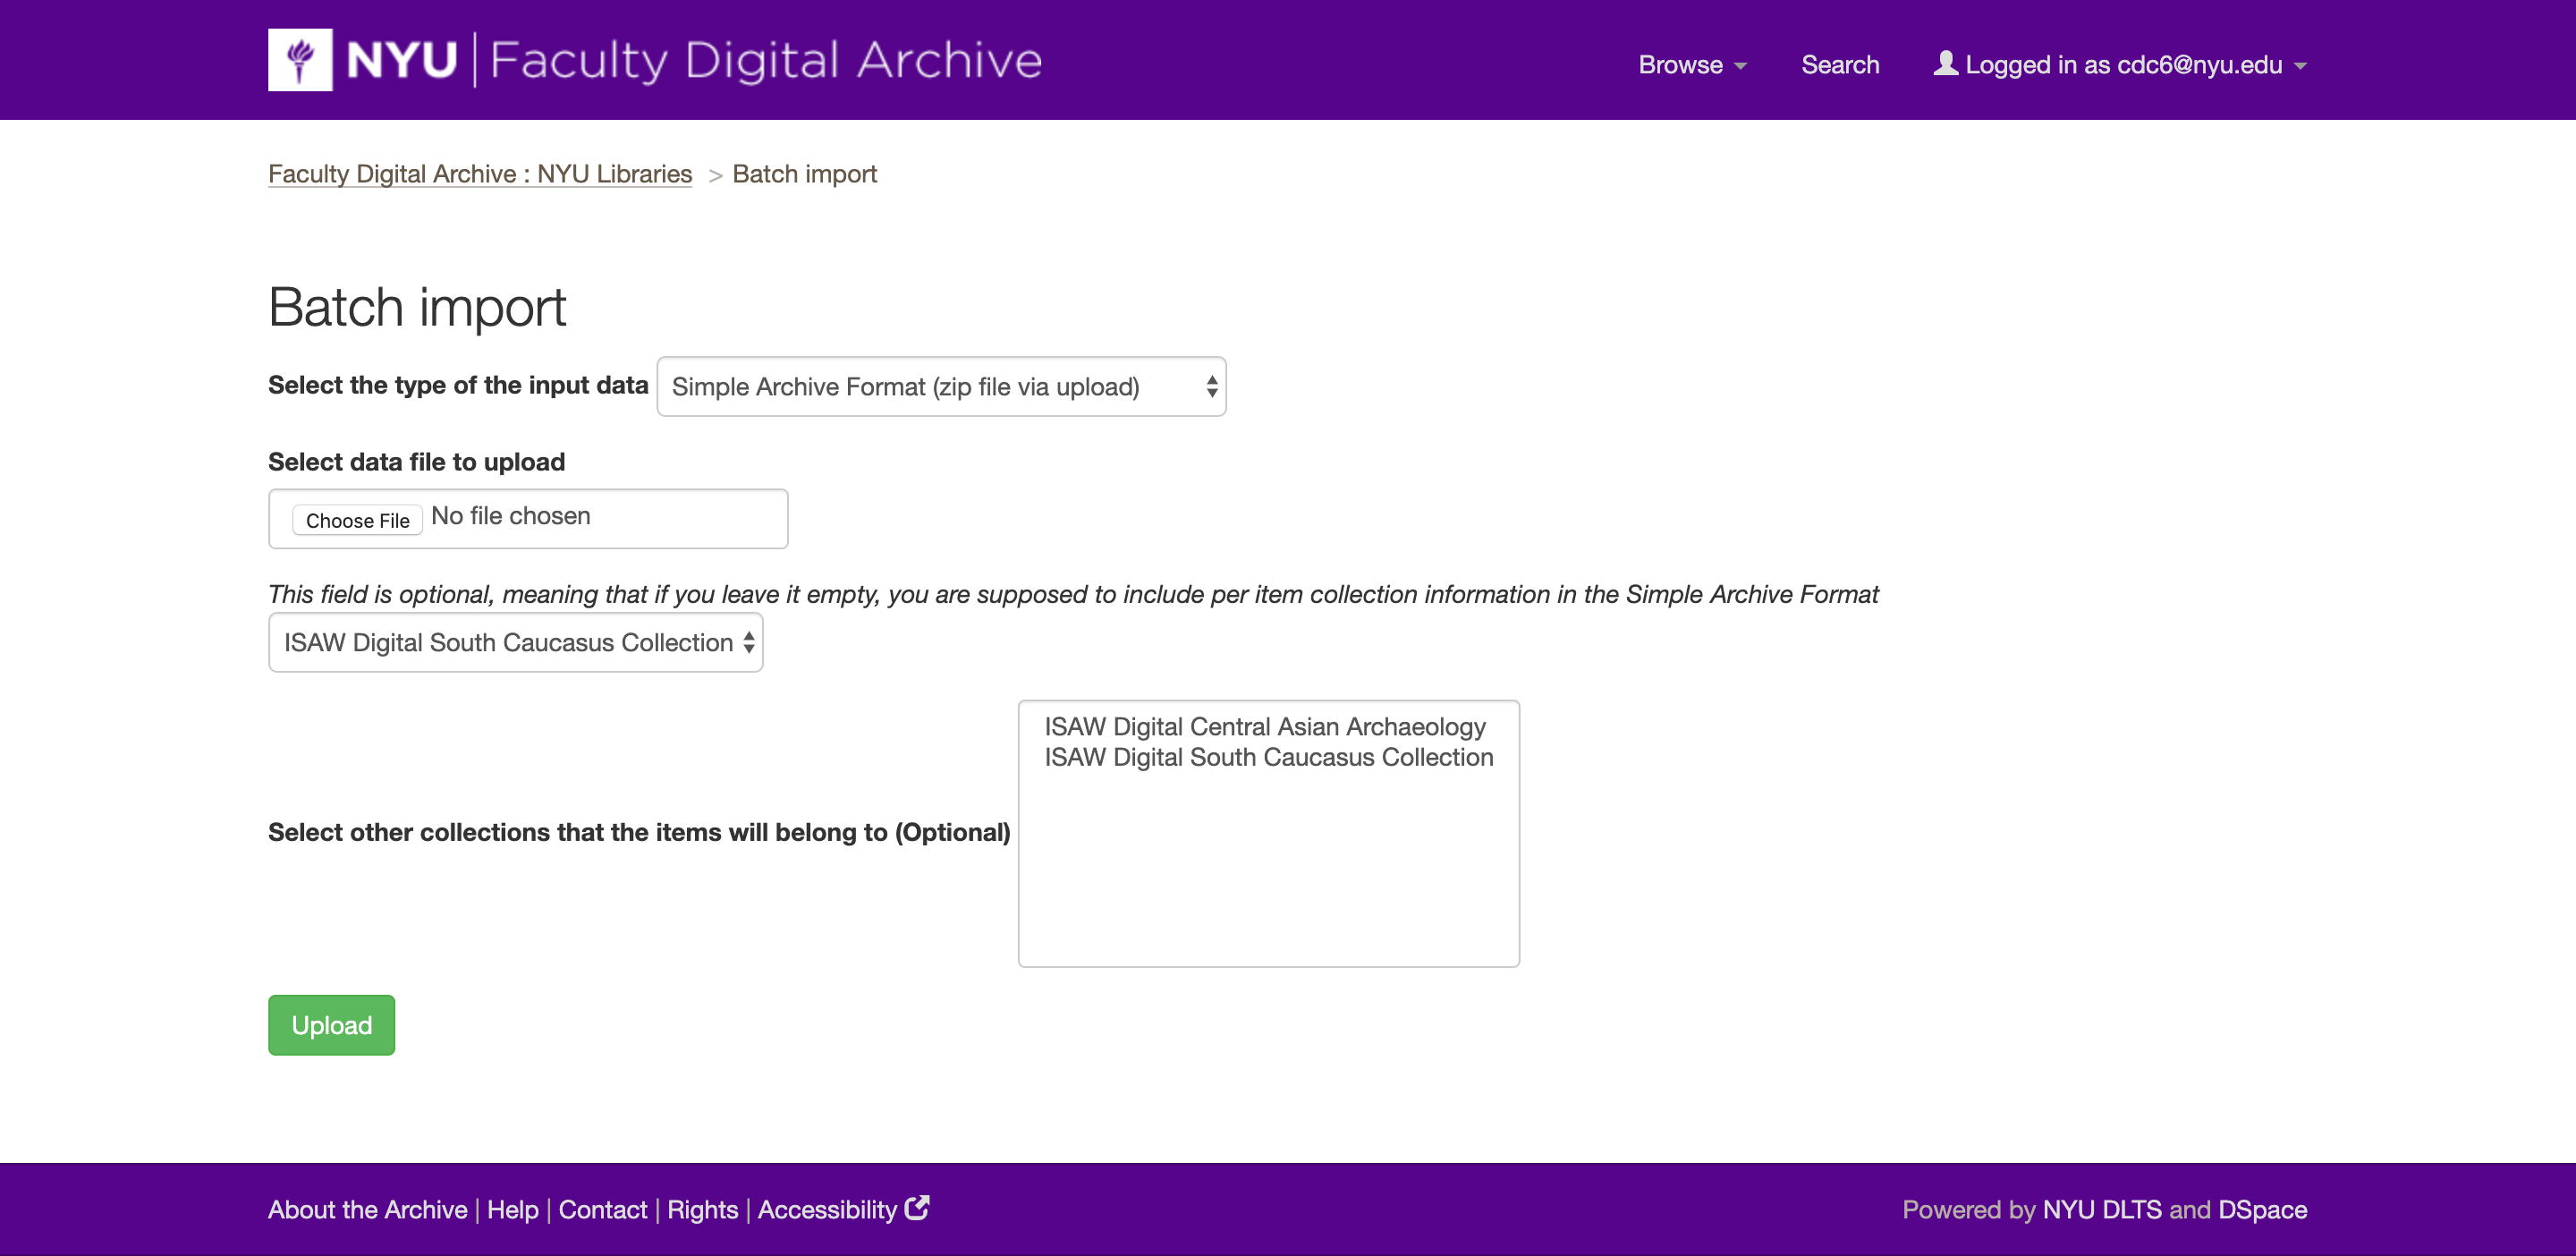 NYU | Faculty Digital Archive
Browse Search Logged in as cdc6@nyu.edu
Faculty Digital Archive : NYU Libraries > Batch import
Batch import
Select the type of the input data Simple Archive Format (zip file via upload)
Select data file to upload
Choose File No file chosen
This field is optional, meaning that if you leave it empty, you are supposed to include per item collection information in the Simple Archive Format
ISAW Digital South Caucasus Collection
ISAW Digital Central Asian Archaeology
ISAW Digital South Caucasus Collection
Select other collections that the items will belong to (Optional)
Upload
About the Archive | Help | Contact | Rights | Accessibility
Powered by NYU DLTS and DSpace